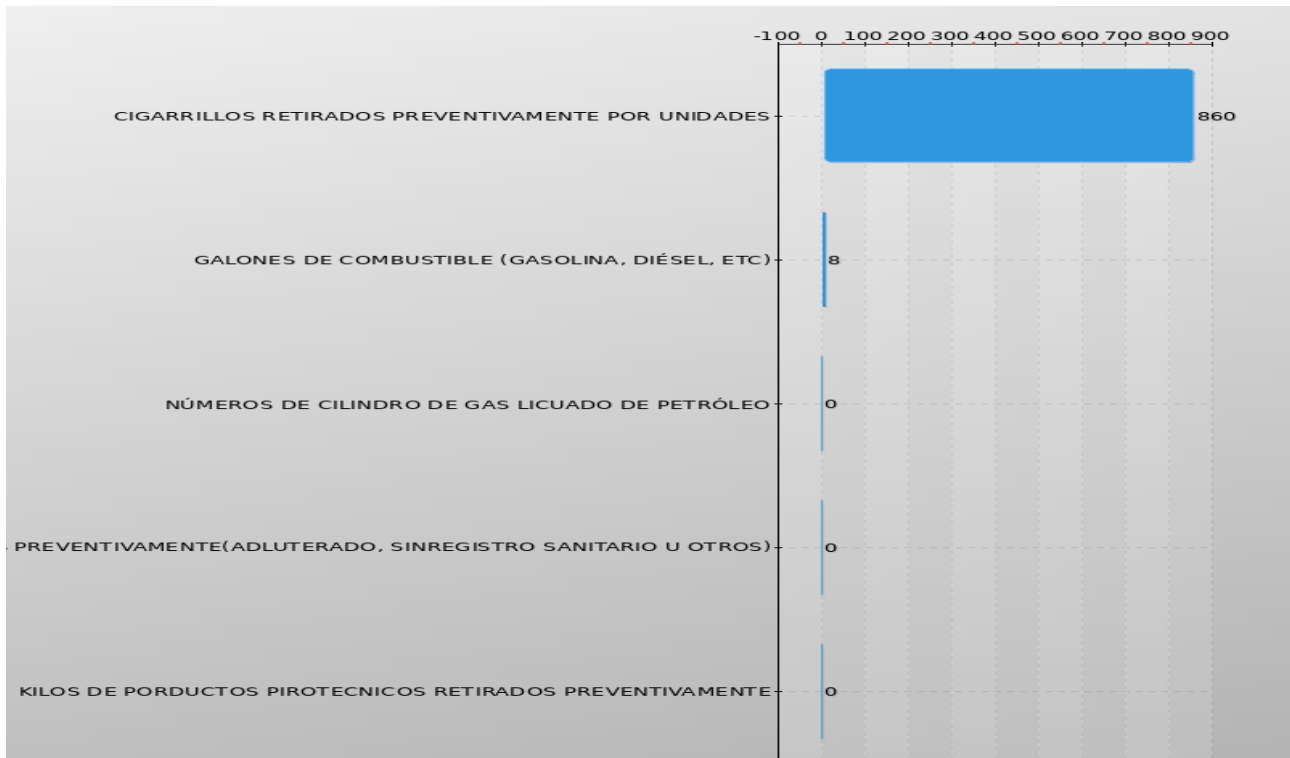 -100 0 100 200 300 400 500 600 700 800 900
CIGARRILLOS RETIRADOS PREVENTIVAMENTE POR UNIDADES 860
GALONES DE COMBUSTIBLE (GASOLINA, DIÉSEL, ETC) 8
NÚMEROS DE CILINDRO DE GAS LICUADO DE PETRÓLEO 0
PREVENTIVAMENTE(ADLUTERADO, SINREGISTRO SANITARIO U OTROS) 0
KILOS DE PORDUCTOS PIROTECNICOS RETIRADOS PREVENTIVAMENTE 0